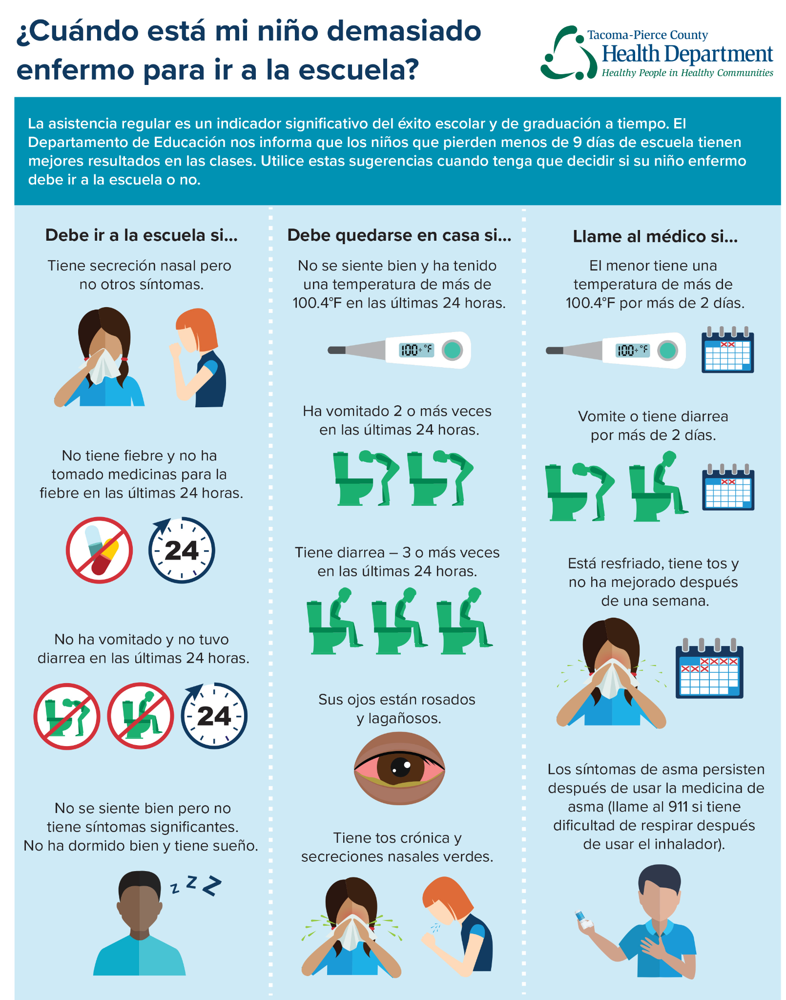 ¿Cuándo está mi niño demasiado
enfermo para ir a la escuela?
Tacoma-Pierce County
Health Department
Healthy People in Healthy Communities
La asistencia regular es un indicador significativo del éxito escolar y de graduación a tiempo. El
Departamento de Educación nos informa que los niños que pierden menos de 9 días de escuela tienen
mejores resultados en las clases. Utilice estas sugerencias cuando tenga que decidir si su niño enfermo
debe ir a la escuela o no.
Debe ir a la escuela si...
Tiene secreción nasal pero
no otros síntomas.
No tiene fiebre y no ha
tomado medicinas para la
fiebre en las últimas 24 horas.
24
No ha vomitado y no tuvo
diarrea en las últimas 24 horas.
24
No se siente bien pero no
tiene síntomas significantes.
No ha dormido bien y tiene sueño.
z z z
Debe quedarse en casa si...
No se siente bien y ha tenido
una temperatura de más de
100.4°F en las últimas 24 horas.
100+ °F
Ha vomitado 2 o más veces
en las últimas 24 horas.
Tiene diarrea – 3 o más veces
en las últimas 24 horas.
Sus ojos están rosados
y lagañosos.
Tiene tos crónica y
secreciones nasales verdes.
Llame al médico si...
El menor tiene una
temperatura de más de
100.4°F por más de 2 días.
100+ °F
Vomite o tiene diarrea
por más de 2 días.
Está resfriado, tiene tos y
no ha mejorado después
de una semana.
Los síntomas de asma persisten
después de usar la medicina de
asma (llame al 911 si tiene
dificultad de respirar después
de usar el inhalador).